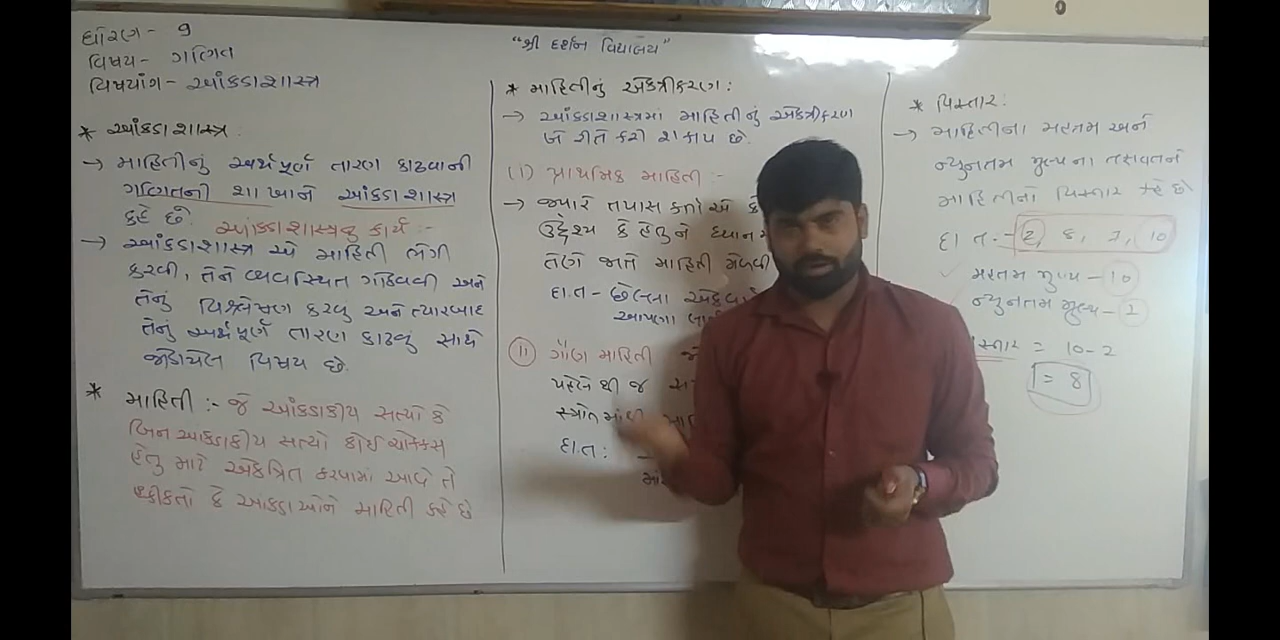 ધોરણ - 9
વિષય - ગણિત
વિષયાંગ - આંકડાશાસ્ત્ર
* આંકડાશાસ્ત્ર:
→ માહિતીનું અર્થપૂર્ણ તારણ કાઢવાની
ગણિતની શાખાને આંકડાશાસ્ત્ર
કહે છે.
આંકડાશાસ્ત્રનું કાર્ય:-
→ આંકડાશાસ્ત્ર એ માહિતી ભેગી
કરવી, તેને વ્યવસ્થિત ગોઠવવી અને
તેનું વિશ્લેષણ કરવુ અને ત્યારબાદ
તેનુ અર્થપૂર્ણ તારણ કાઢવું સાથે
જોડાયેલ વિષય છે.
* માહિતી :- જે આંકડાકીય સત્યો કે
બિન આંકડાકીય સત્યો કોઈ ચોક્કસ
હેતુ માટે એકત્રિત કરવામાં આવે તે
હકીકતો કે આંકડાઓને માહિતી કહે છે
"શ્રી દર્શન વિદ્યાલય"
* માહિતીનું એકત્રીકરણ:
→ આંકડાશાસ્ત્રમાં માહિતીનું એકત્રીકરણ
બે રીતે કરી શકાય છે.
(1) પ્રાથમિક માહિતી :-
→ જ્યારે તપાસ કર્તા એ
ઉદ્દેશ્ય કે હેતુને ધ્યાન
તેણે જાતે માહિતી મેળવી
દા.ત - છેલ્લા
આપણા
(11) ગૌણ માહિતી
પહેલેથી જ
સ્ત્રોતમાંથી
દા.ત:
* વિસ્તાર:
→ માહિતીના મહત્તમ અને
ન્યુનતમ મુલ્યના તફાવતને
માહિતીનો વિસ્તાર કહે છે
દા.ત. :- 2, 6, 7, 10
મહત્તમ મુલ્ય - 10
ન્યુનતમ મૂલ્ય - 2
= 10 - 2
= 8